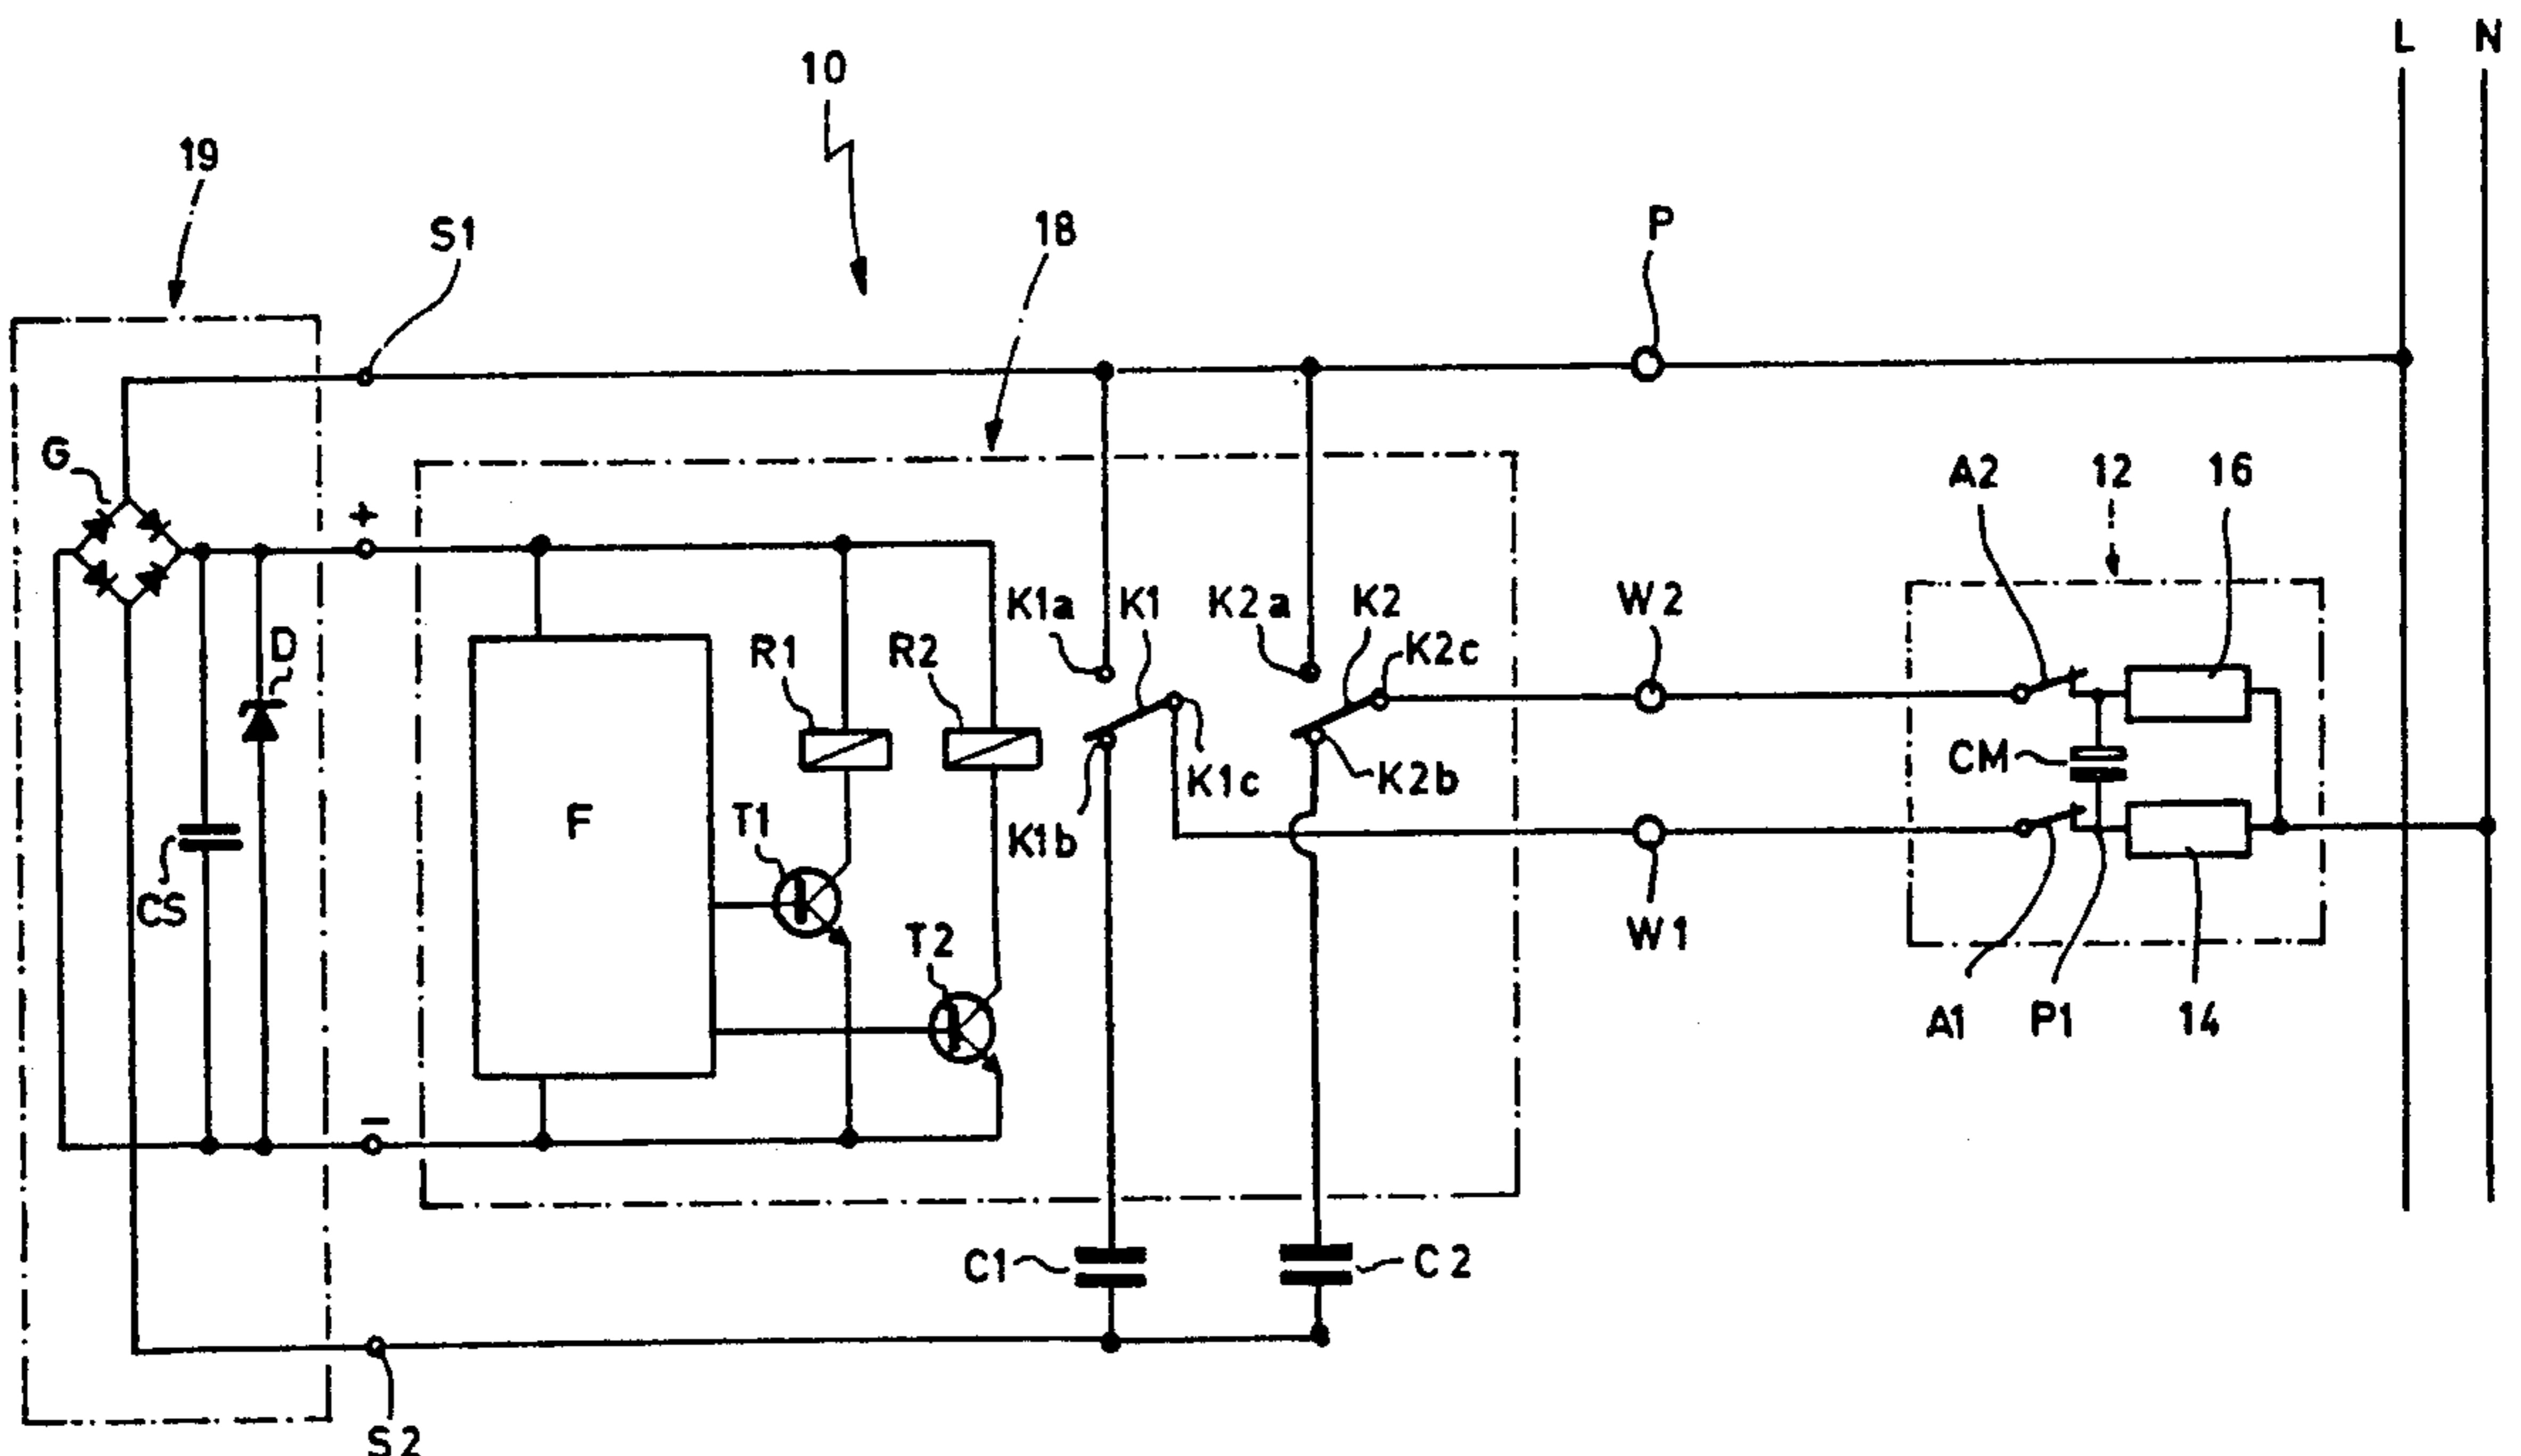 L N
10
19
S1
18
P
G
+
A2 12 16
K1a K1 K2a K2 W2
D R1 R2 K2c
CM
K1c K2b
F T1 K1b
CS
T2 W1
A1 P1 14
−
C1 C2
S2